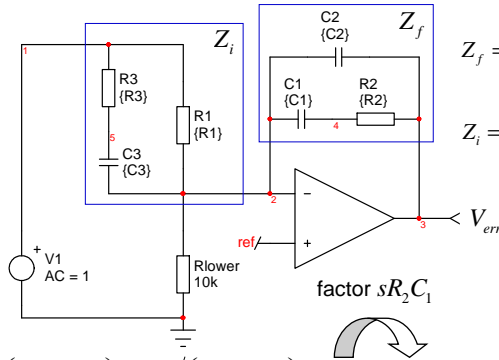 Z_i
Z_f
Z_f =
Z_i =
1
R3
{R3}
5
C3
{C3}
R1
{R1}
C2
{C2}
C1
{C1}
4
R2
{R2}
2
−
+
ref
3
V_err
+
V1
AC = 1
Rlower
10k
factor sR_2C_1